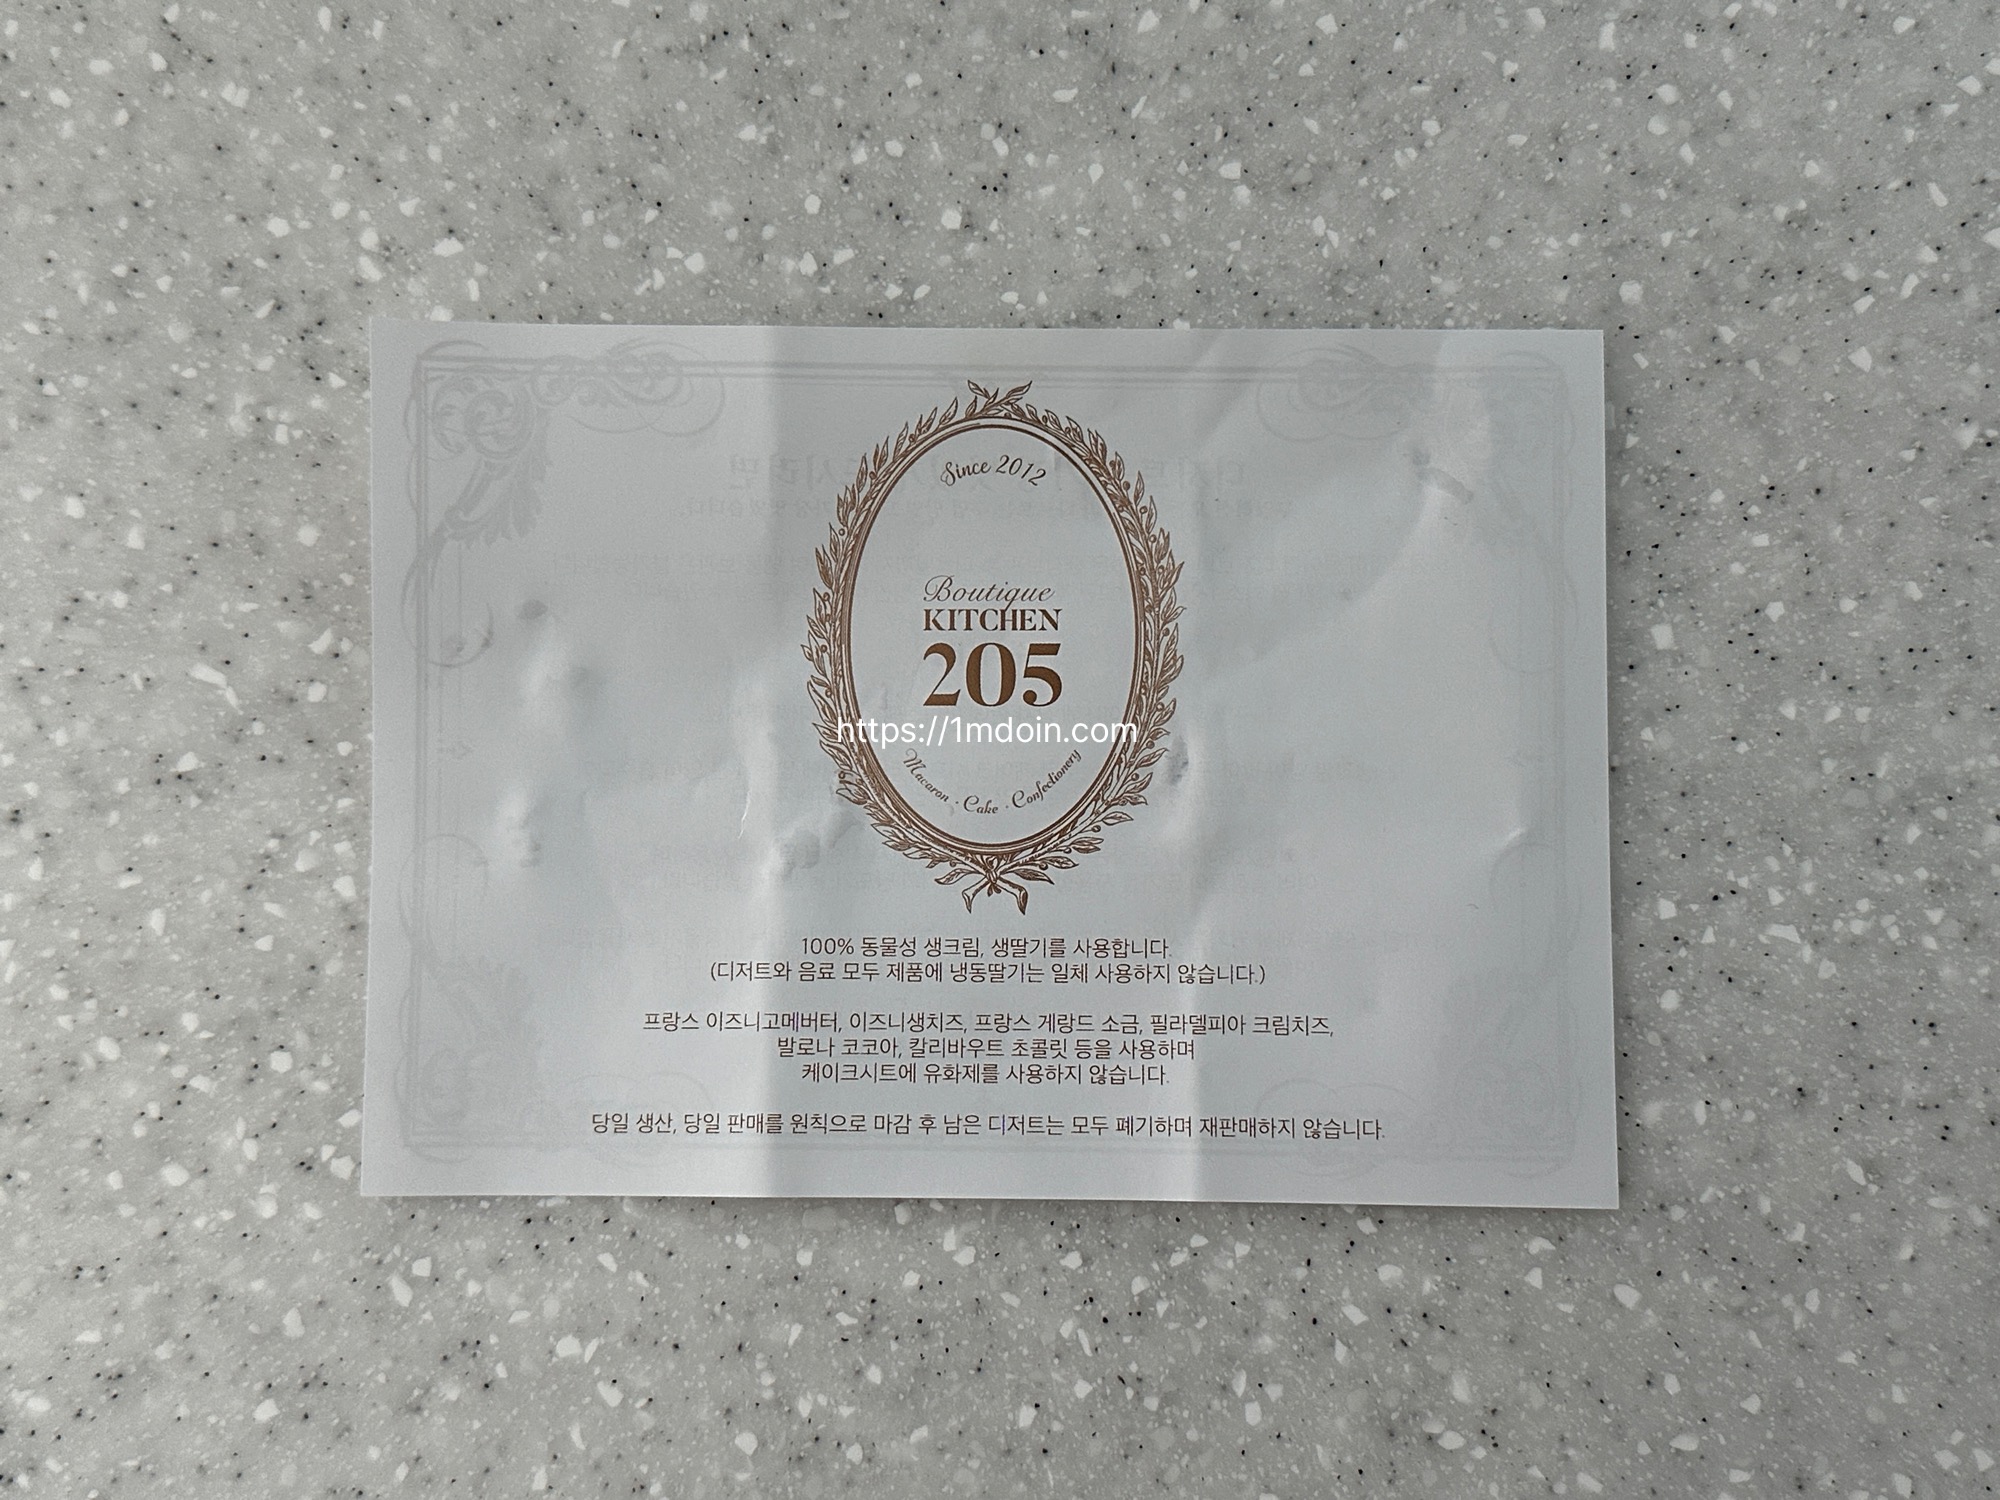 Since 2012
Boutique
KITCHEN
205
https://1mdoin.com
Macaron · Cake · Confectionery
100% 동물성 생크림, 생딸기를 사용합니다.
(디저트와 음료 모두 제품에 냉동딸기는 일체 사용하지 않습니다.)
프랑스 이즈니고메버터, 이즈니생치즈, 프랑스 게랑드 소금, 필라델피아 크림치즈,
발로나 코코아, 칼리바우트 초콜릿 등을 사용하며
케이크시트에 유화제를 사용하지 않습니다.
당일 생산, 당일 판매를 원칙으로 마감 후 남은 디저트는 모두 폐기하며 재판매하지 않습니다.